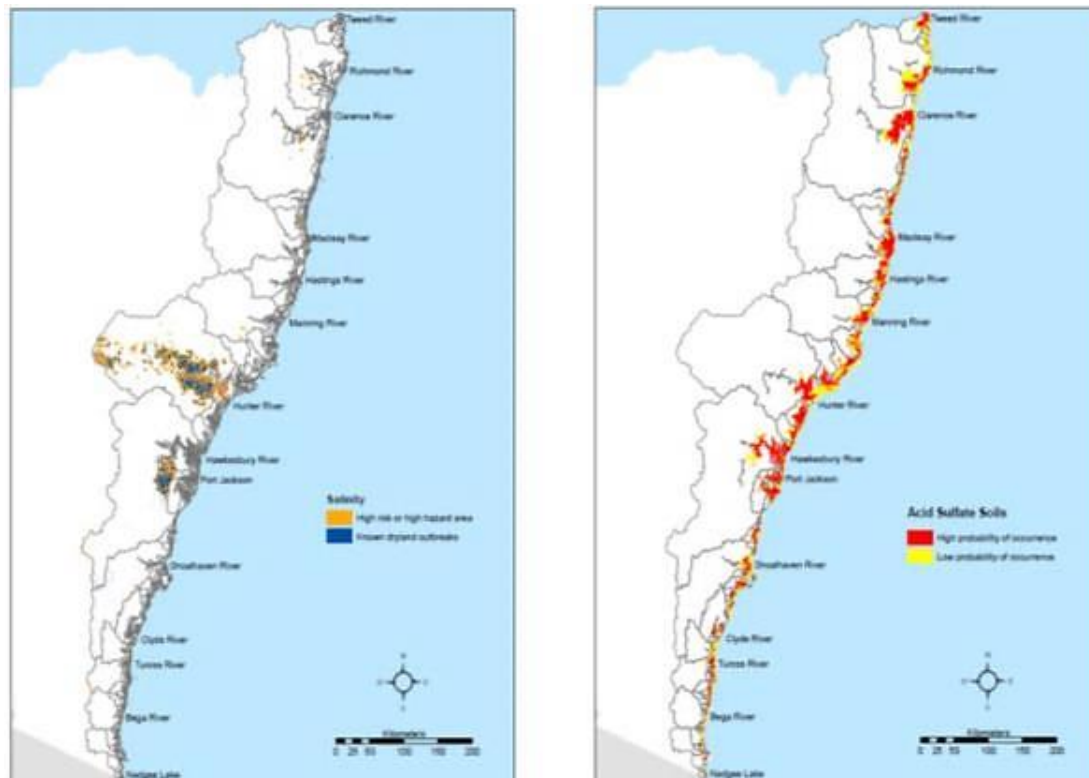 Tweed River
Richmond River
Clarence River
Macleay River
Hastings River
Manning River
Hunter River
Hawkesbury River
Port Jackson
Salinity
High risk or high hazard area
Known dryland outbreaks
Shoalhaven River
Clyde River
Tuross River
Bega River
Nadgee Lake
N
Kilometers
0 25 50 100 150 200
Tweed River
Richmond River
Clarence River
Macleay River
Hastings River
Manning River
Hunter River
Hawkesbury River
Port Jackson
Acid Sulfate Soils
High probability of occurrence
Low probability of occurrence
Shoalhaven River
Clyde River
Tuross River
Bega River
Nadgee Lake
N
Kilometers
0 25 50 100 150 200